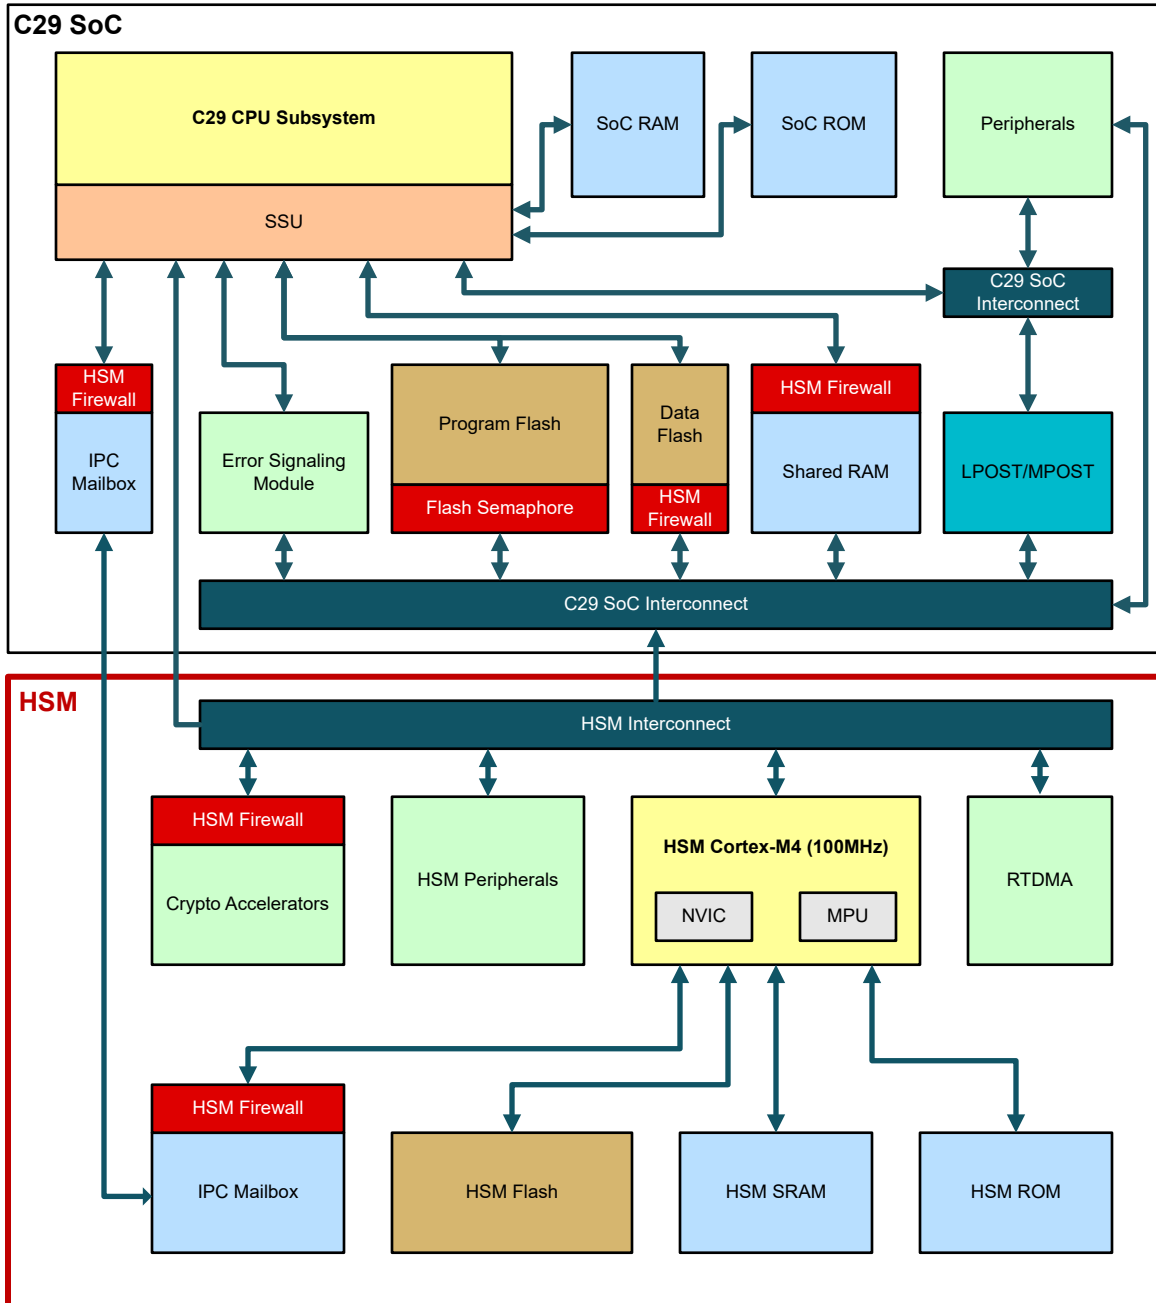 C29 SoC
C29 CPU Subsystem
SSU
SoC RAM
SoC ROM
Peripherals
C29 SoC
Interconnect
HSM
Firewall
IPC
Mailbox
Error Signaling
Module
Program Flash
Flash Semaphore
Data
Flash
HSM
Firewall
HSM Firewall
Shared RAM
LPOST/MPOST
C29 SoC Interconnect
HSM
HSM Interconnect
HSM Firewall
Crypto Accelerators
HSM Peripherals
HSM Cortex-M4 (100MHz)
NVIC
MPU
RTDMA
HSM Firewall
IPC Mailbox
HSM Flash
HSM SRAM
HSM ROM